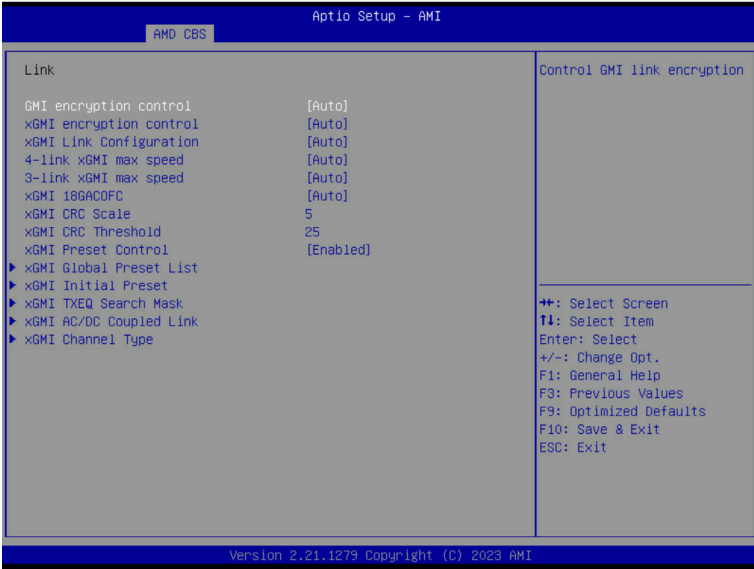 Aptio Setup – AMI
AMD CBS
Link
GMI encryption control [Auto]
xGMI encryption control [Auto]
xGMI Link Configuration [Auto]
4-link xGMI max speed [Auto]
3-link xGMI max speed [Auto]
xGMI 18GACOFC [Auto]
xGMI CRC Scale 5
xGMI CRC Threshold 25
xGMI Preset Control [Enabled]
xGMI Global Preset List
xGMI Initial Preset
xGMI TXEQ Search Mask
xGMI AC/DC Coupled Link
xGMI Channel Type
Control GMI link encryption
→←: Select Screen
↑↓: Select Item
Enter: Select
+/-: Change Opt.
F1: General Help
F3: Previous Values
F9: Optimized Defaults
F10: Save & Exit
ESC: Exit
Version 2.21.1279 Copyright (C) 2023 AMI